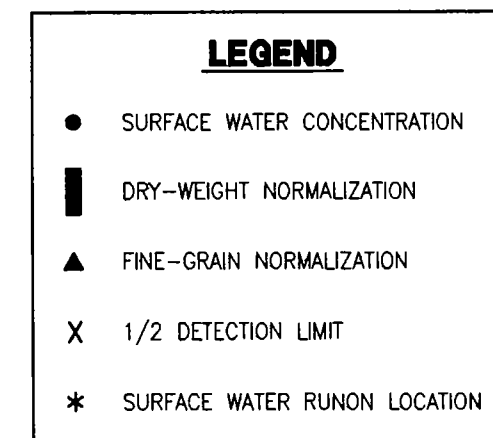 LEGEND
SURFACE WATER CONCENTRATION
DRY-WEIGHT NORMALIZATION
FINE-GRAIN NORMALIZATION
X 1/2 DETECTION LIMIT
* SURFACE WATER RUNON LOCATION